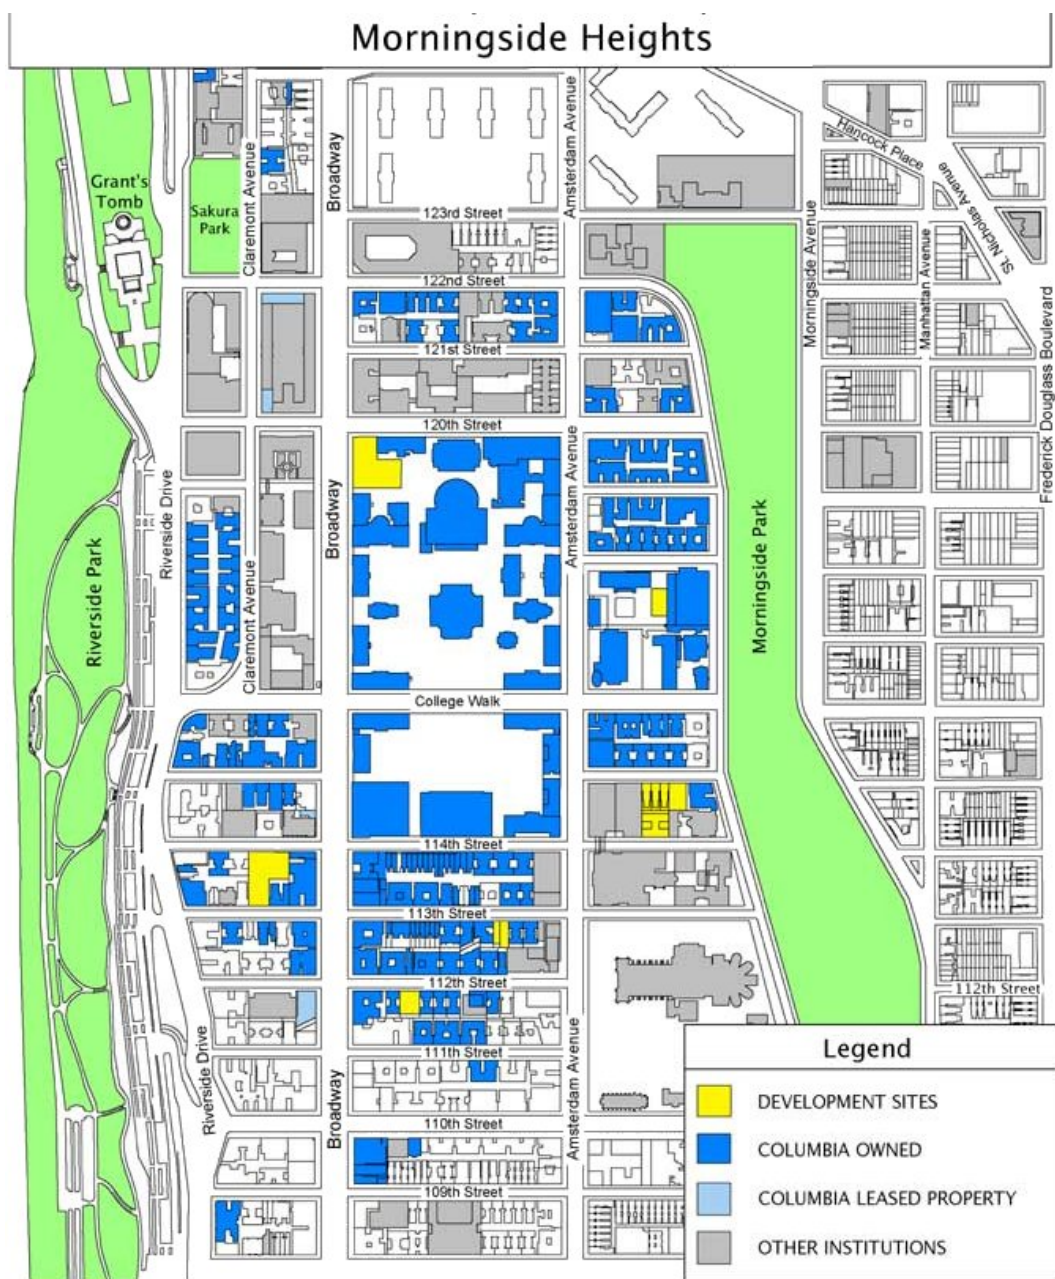 Morningside Heights
Grant's
Tomb
Sakura
Park
Claremont Avenue
Broadway
Amsterdam Avenue
Hancock Place
St. Nicholas Avenue
Morningside Avenue
Manhattan Avenue
Frederick Douglass Boulevard
123rd Street
122nd Street
121st Street
120th Street
Riverside Drive
Riverside Park
Claremont Avenue
Broadway
Amsterdam Avenue
Morningside Park
College Walk
114th Street
113th Street
112th Street
112th Street
111th Street
Riverside Drive
Broadway
Amsterdam Avenue
110th Street
109th Street
Legend
DEVELOPMENT SITES
COLUMBIA OWNED
COLUMBIA LEASED PROPERTY
OTHER INSTITUTIONS